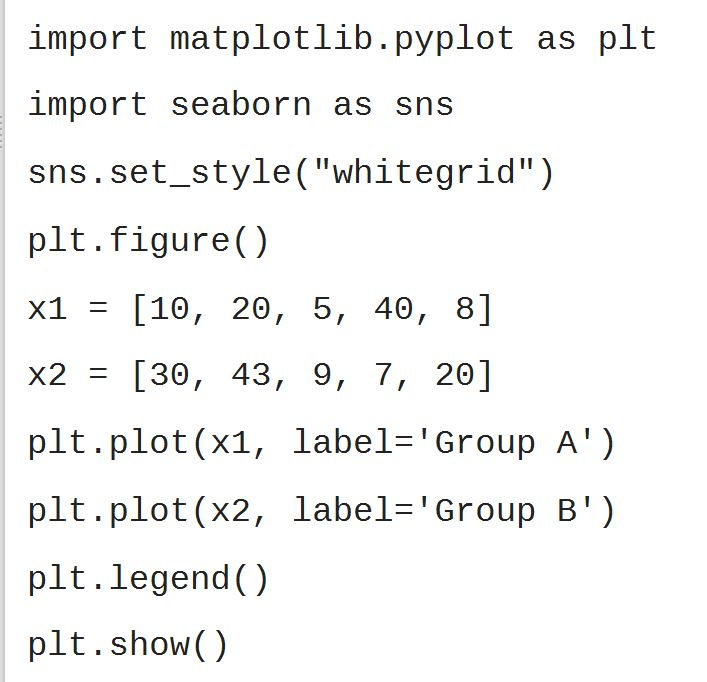 import matplotlib.pyplot as plt
import seaborn as sns
sns.set_style("whitegrid")
plt.figure()
x1 = [10, 20, 5, 40, 8]
x2 = [30, 43, 9, 7, 20]
plt.plot(x1, label='Group A')
plt.plot(x2, label='Group B')
plt.legend()
plt.show()